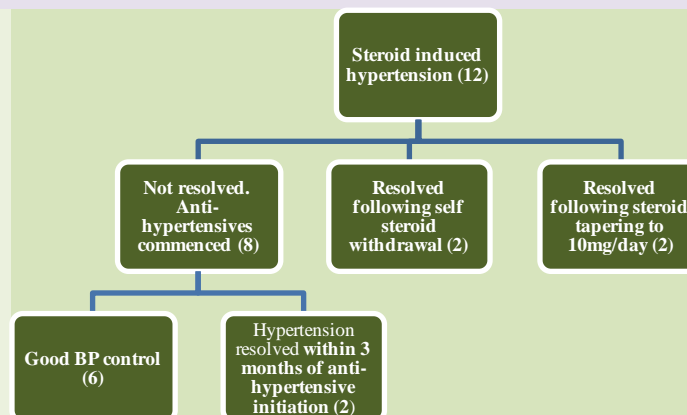 Steroid induced
hypertension (12)
Not resolved.
Anti-
hypertensives
commenced (8)
Resolved
following self
steroid
withdrawal (2)
Resolved
following steroid
tapering to
10mg/day (2)
Good BP control
(6)
Hypertension
resolved within 3
months of anti-
hypertensive
initiation (2)